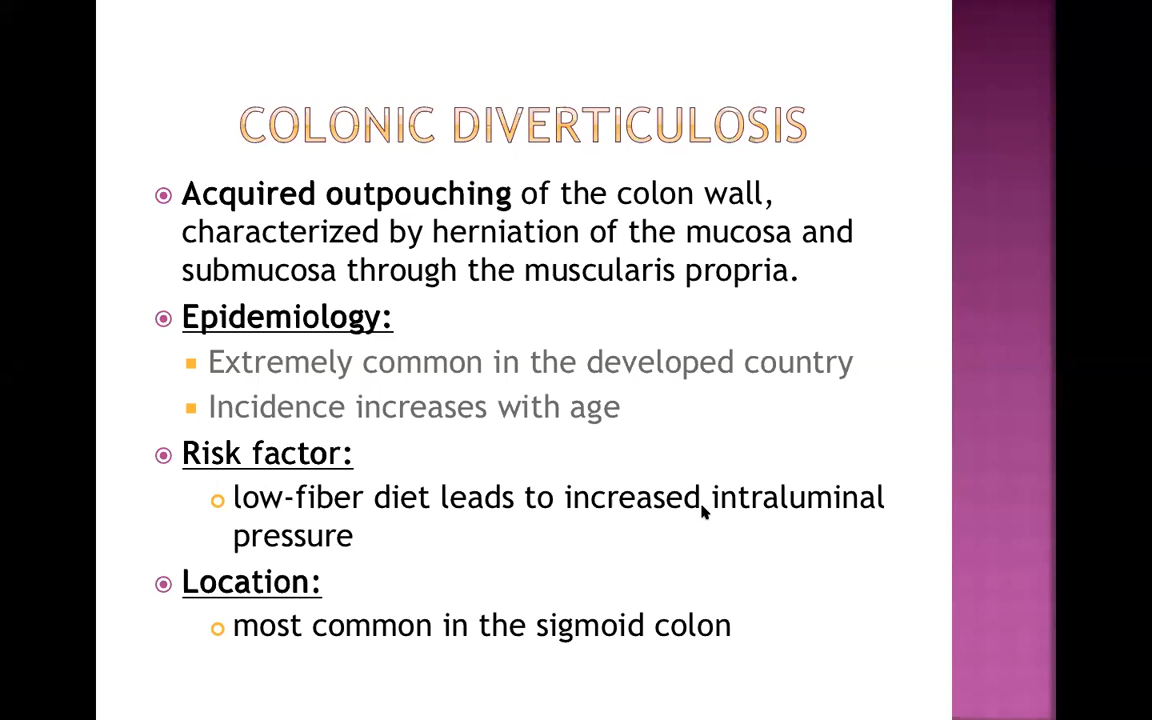 COLONIC DIVERTICULOSIS
Acquired outpouching of the colon wall,
characterized by herniation of the mucosa and
submucosa through the muscularis propria.
Epidemiology:
Extremely common in the developed country
Incidence increases with age
Risk factor:
low-fiber diet leads to increased intraluminal
pressure
Location:
most common in the sigmoid colon